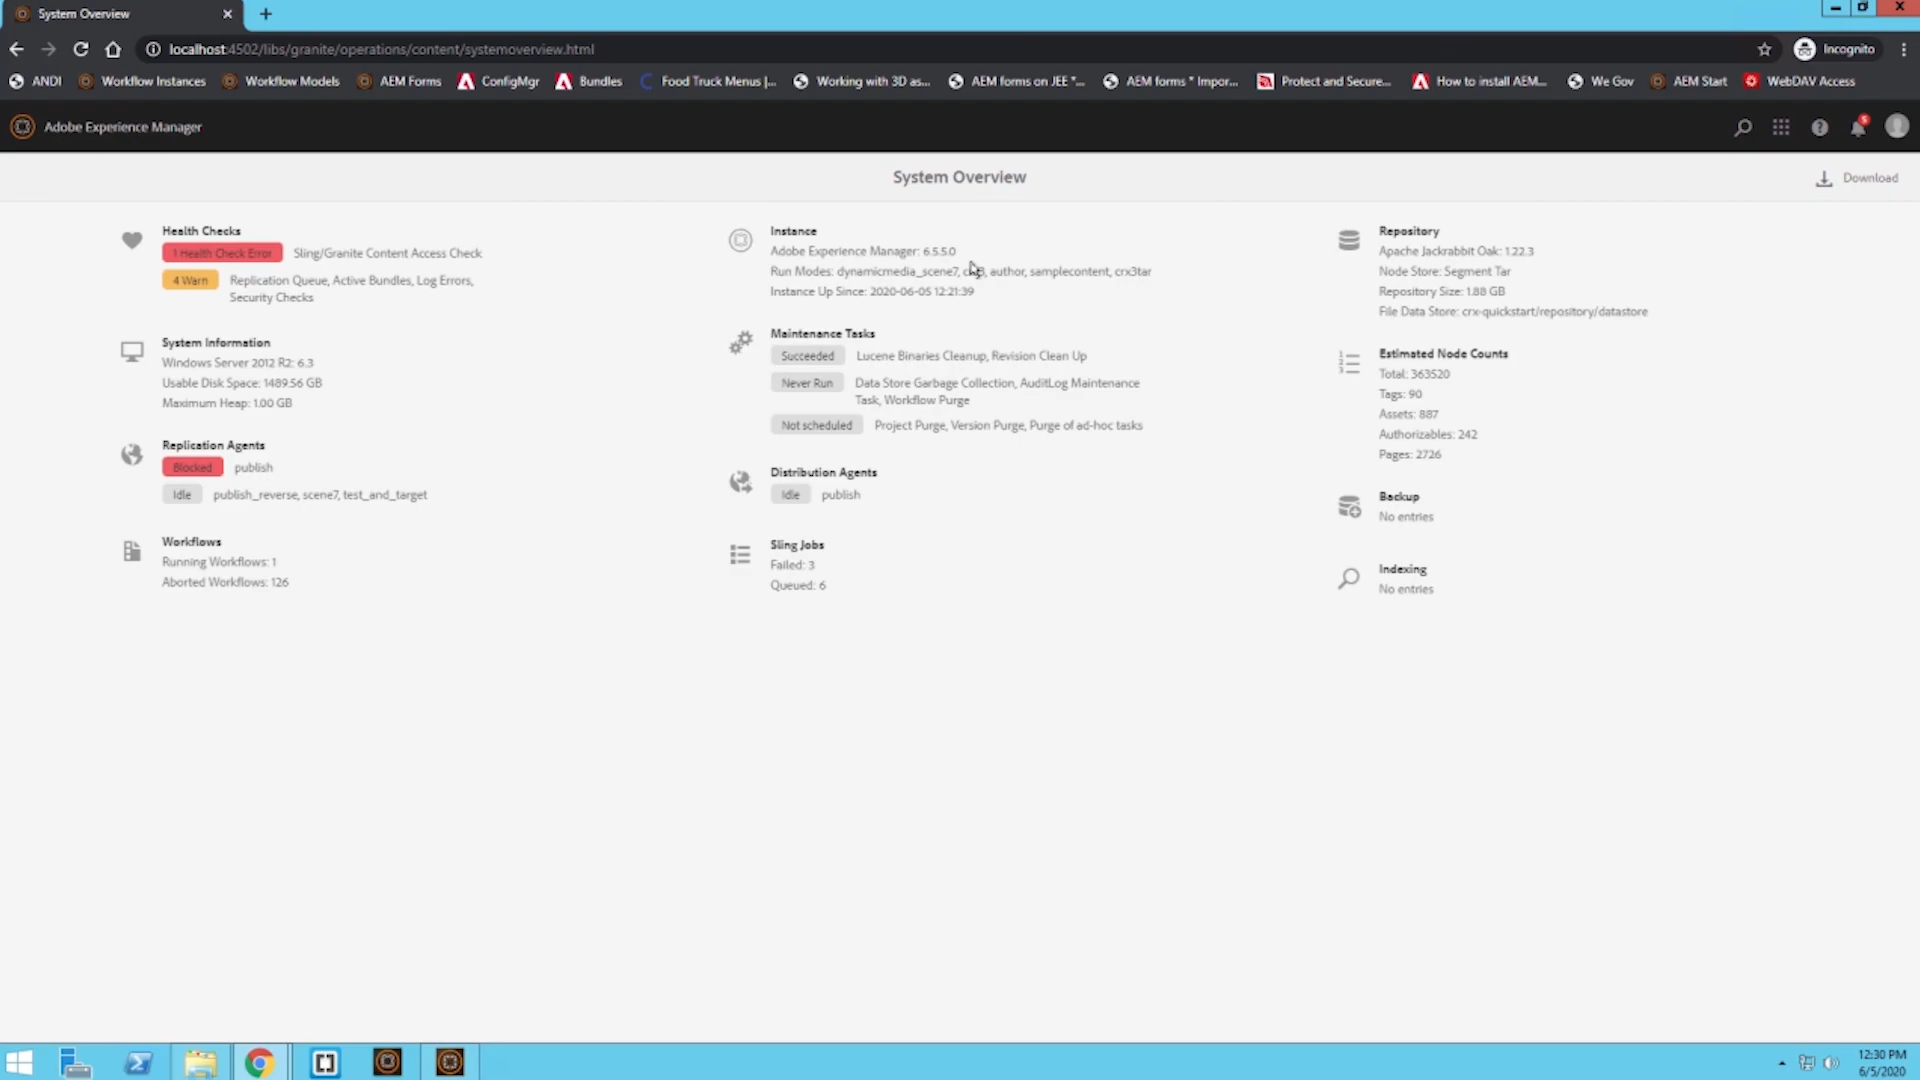 System Overview
localhost:4502/libs/granite/operations/content/systemoverview.html
Incognito
ANDI
Workflow Instances
Workflow Models
AEM Forms
ConfigMgr
Bundles
Food Truck Menus |...
Working with 3D as...
AEM forms on JEE "...
AEM forms * Impor...
Protect and Secure...
How to install AEM...
We Gov
AEM Start
WebDAV Access
Adobe Experience Manager
5
System Overview
Download
Health Checks
1 Health Check Error Sling/Granite Content Access Check
4 Warn Replication Queue, Active Bundles, Log Errors,
Security Checks
System Information
Windows Server 2012 R2: 6.3
Usable Disk Space: 1489.56 GB
Maximum Heap: 1.00 GB
Replication Agents
Blocked publish
Idle publish_reverse, scene7, test_and_target
Workflows
Running Workflows: 1
Aborted Workflows: 126
Instance
Adobe Experience Manager: 6.5.5.0
Run Modes: dynamicmedia_scene7, author, samplecontent, crx3tar
Instance Up Since: 2020-06-05 12:21:39
Maintenance Tasks
Succeeded Lucene Binaries Cleanup, Revision Clean Up
Never Run Data Store Garbage Collection, AuditLog Maintenance
Task, Workflow Purge
Not scheduled Project Purge, Version Purge, Purge of ad-hoc tasks
Distribution Agents
Idle publish
Sling Jobs
Failed: 3
Queued: 6
Repository
Apache Jackrabbit Oak: 1.22.3
Node Store: Segment Tar
Repository Size: 1.88 GB
File Data Store: crx-quickstart/repository/datastore
1
2
3
Estimated Node Counts
Total: 363520
Tags: 90
Assets: 887
Authorizables: 242
Pages: 2726
Backup
No entries
Indexing
No entries
12:30 PM
6/5/2020